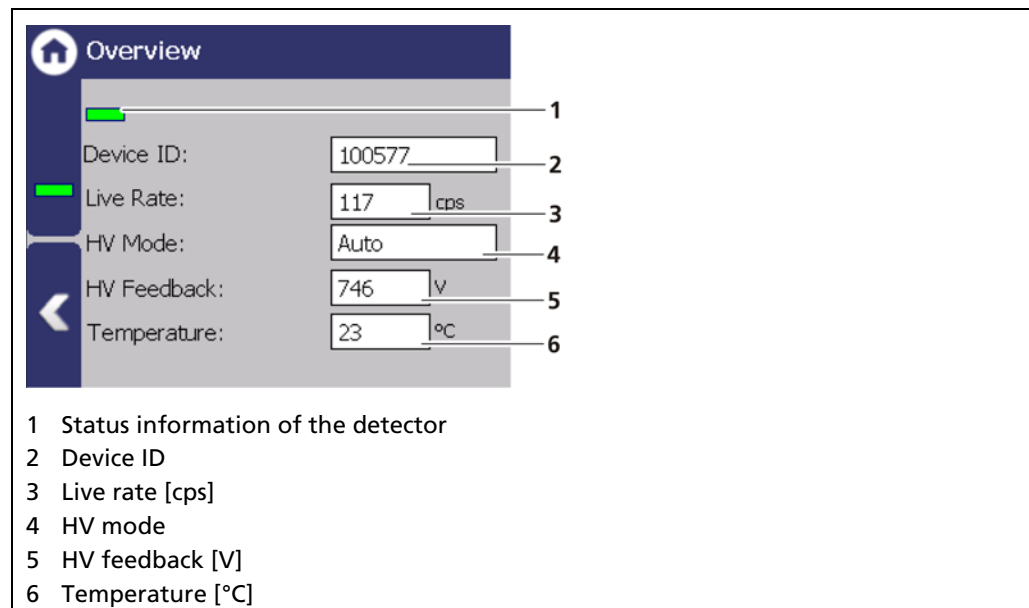 Overview
1
Device ID: 100577 2
Live Rate: 117 cps 3
HV Mode: Auto 4
HV Feedback: 746 V 5
Temperature: 23 °C 6
1 Status information of the detector
2 Device ID
3 Live rate [cps]
4 HV mode
5 HV feedback [V]
6 Temperature [°C]